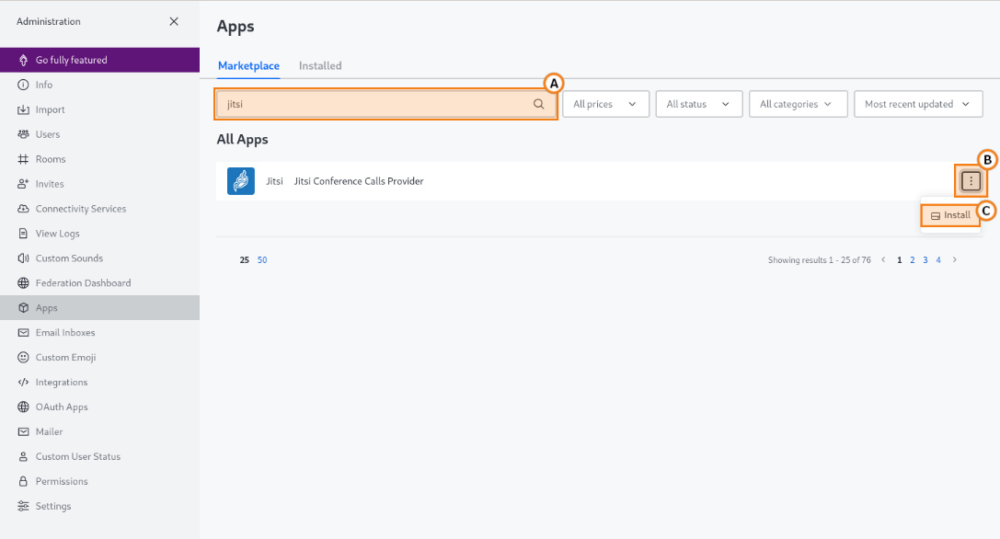 Administration
Go fully featured
Info
Import
Users
Rooms
Invites
Connectivity Services
View Logs
Custom Sounds
Federation Dashboard
Apps
Email Inboxes
Custom Emoji
Integrations
OAuth Apps
Mailer
Custom User Status
Permissions
Settings
Apps
Marketplace Installed
A
jitsi All prices All status All categories Most recent updated
All Apps
B
Jitsi Jitsi Conference Calls Provider
C
Install
25 50 Showing results 1 - 25 of 76 1 2 3 4